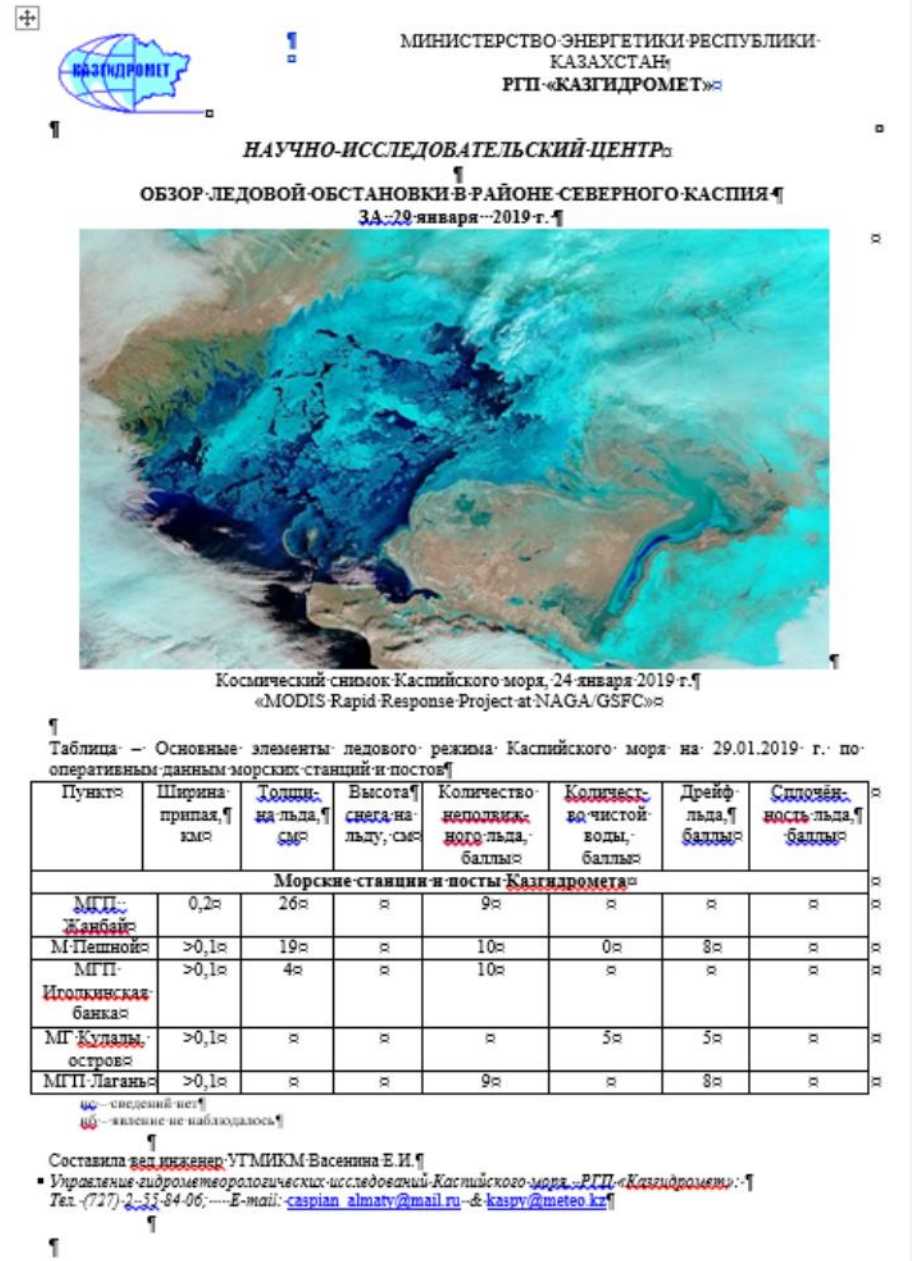 КАЗГИДРОМЕТ
МИНИСТЕРСТВО ЭНЕРГЕТИКИ РЕСПУБЛИКИ
КАЗАХСТАН
РГП «КАЗГИДРОМЕТ»
НАУЧНО-ИССЛЕДОВАТЕЛЬСКИЙ ЦЕНТР
ОБЗОР ЛЕДОВОЙ ОБСТАНОВКИ В РАЙОНЕ СЕВЕРНОГО КАСПИЯ
ЗА 29 января 2019 г.
Космический снимок Каспийского моря, 24 января 2019 г.
«MODIS Rapid Response Project at NAGA/GSFC»
Таблица – Основные элементы ледового режима Каспийского моря на 29.01.2019 г. по
оперативным данным морских станций и постов
Пункт Ширина Толщи- Высота Количество Количест- Дрейф Сплочён-
припая, на льда, снега на неподвиж- во чистой льда, ность льда,
км см льду, см ного льда, воды, баллы баллы
баллы баллы
Морские станции и посты Казгидромета
МГП 0,2 26 9
Жанбай
М Пешной >0,1 19 10 0 8
МГП >0,1 4 10
Иголкинская
банка
МГ Кулалы, >0,1 5 5
остров
МГП Лагань >0,1 9 8
нс – сведений нет
нб – явление не наблюдалось
Составила вед инженер УГМИКМ Васенина Е.И.
Управление гидрометеорологических исследований Каспийского моря, РГП «Казгидромет»:
Тел. (727) 2 55-84-06; E-mail: caspian_almaty@mail.ru & kaspy@meteo.kz